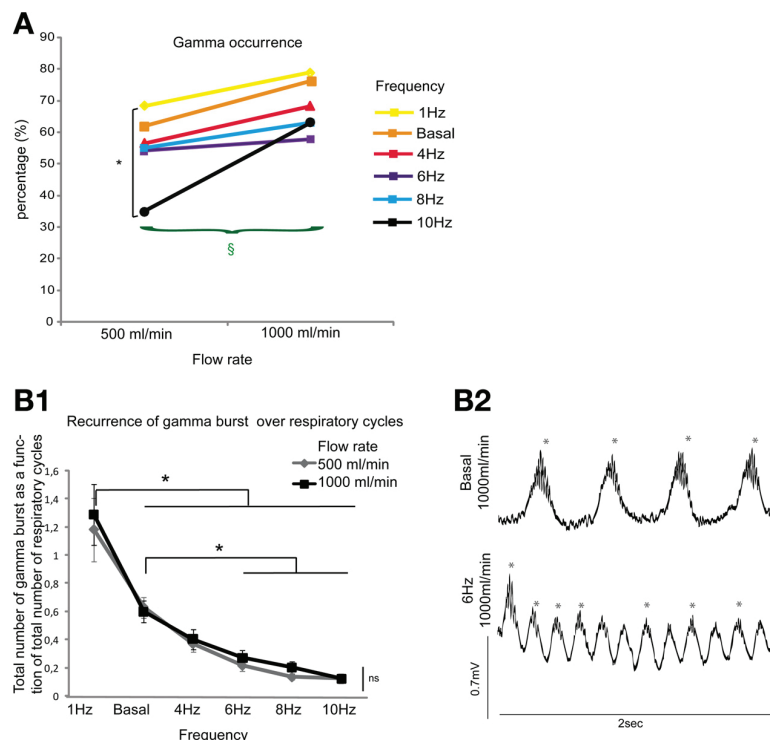 A
Gamma occurrence
percentage (%)
90
80
70
60
50
40
30
20
10
0
*
§
500 ml/min
1000 ml/min
Flow rate
Frequency
1Hz
Basal
4Hz
6Hz
8Hz
10Hz
B1
Recurrence of gamma burst over respiratory cycles
Total number of gamma burst as a func-
tion of total number of respiratory cycles
Flow rate
500 ml/min
1000 ml/min
1,6
1,4
1,2
1
0,8
0,6
0,4
0,2
0
*
*
ns
1Hz
Basal
4Hz
6Hz
8Hz
10Hz
Frequency
B2
Basal
1000ml/min
* * * *
6Hz
1000ml/min
* * * * * * *
0.7mV
2sec